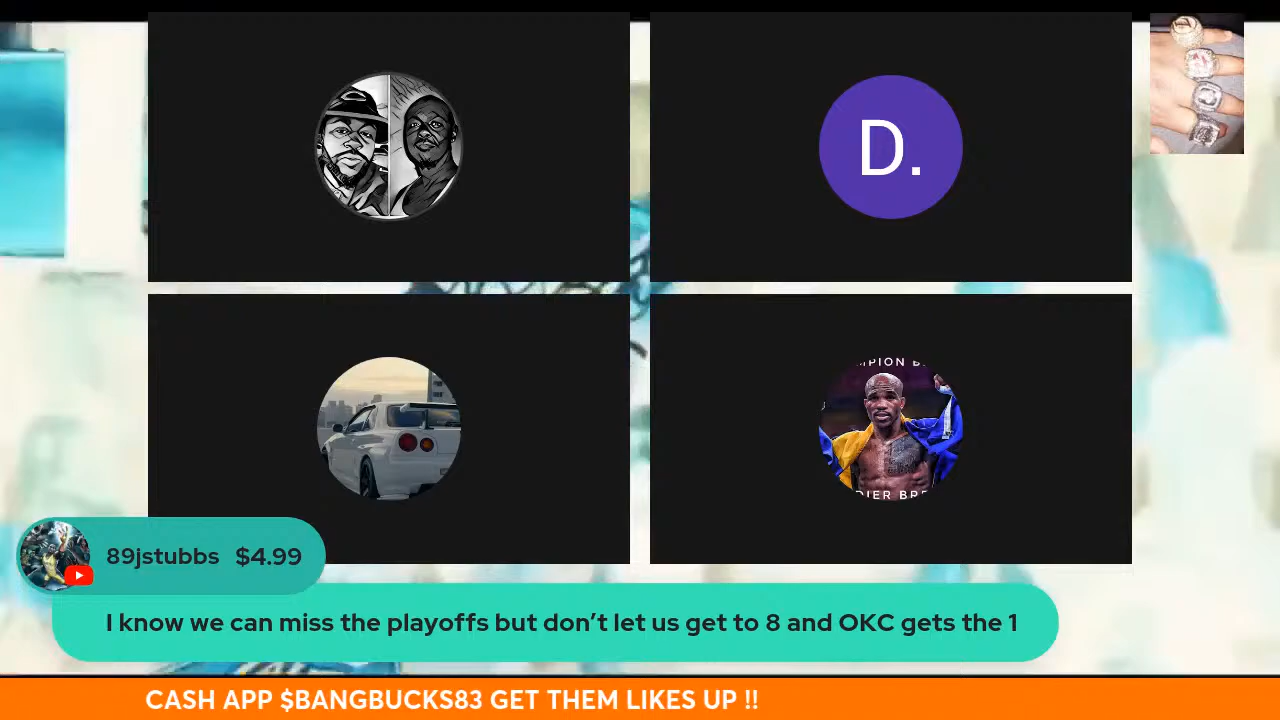 D.
89jstubbs $4.99
I know we can miss the playoffs but don’t let us get to 8 and OKC gets the 1
CASH APP $BANGBUCKS83 GET THEM LIKES UP !!